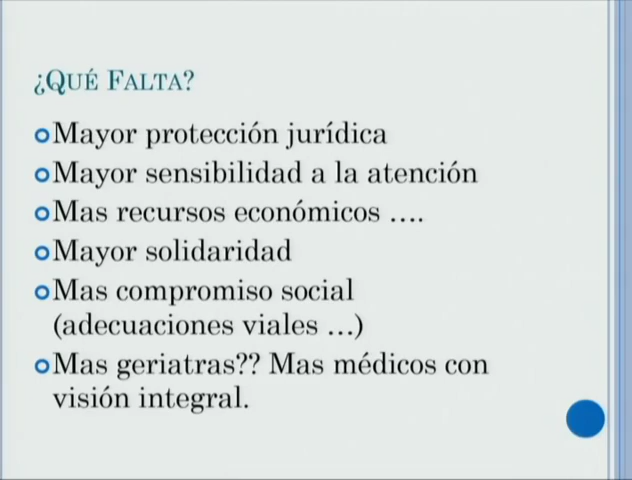 ¿QUÉ FALTA?
Mayor protección jurídica
Mayor sensibilidad a la atención
Mas recursos económicos ....
Mayor solidaridad
Mas compromiso social
(adecuaciones viales ...)
Mas geriatras?? Mas médicos con
visión integral.